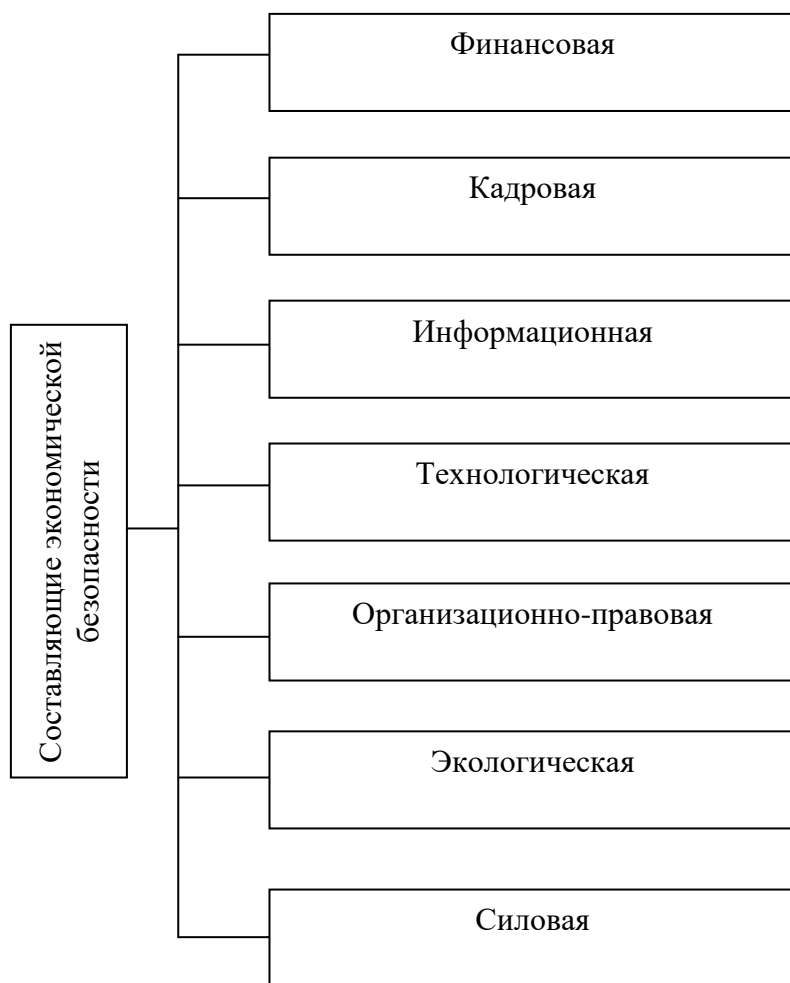 Составляющие экономической
безопасности
Финансовая
Кадровая
Информационная
Технологическая
Организационно-правовая
Экологическая
Силовая